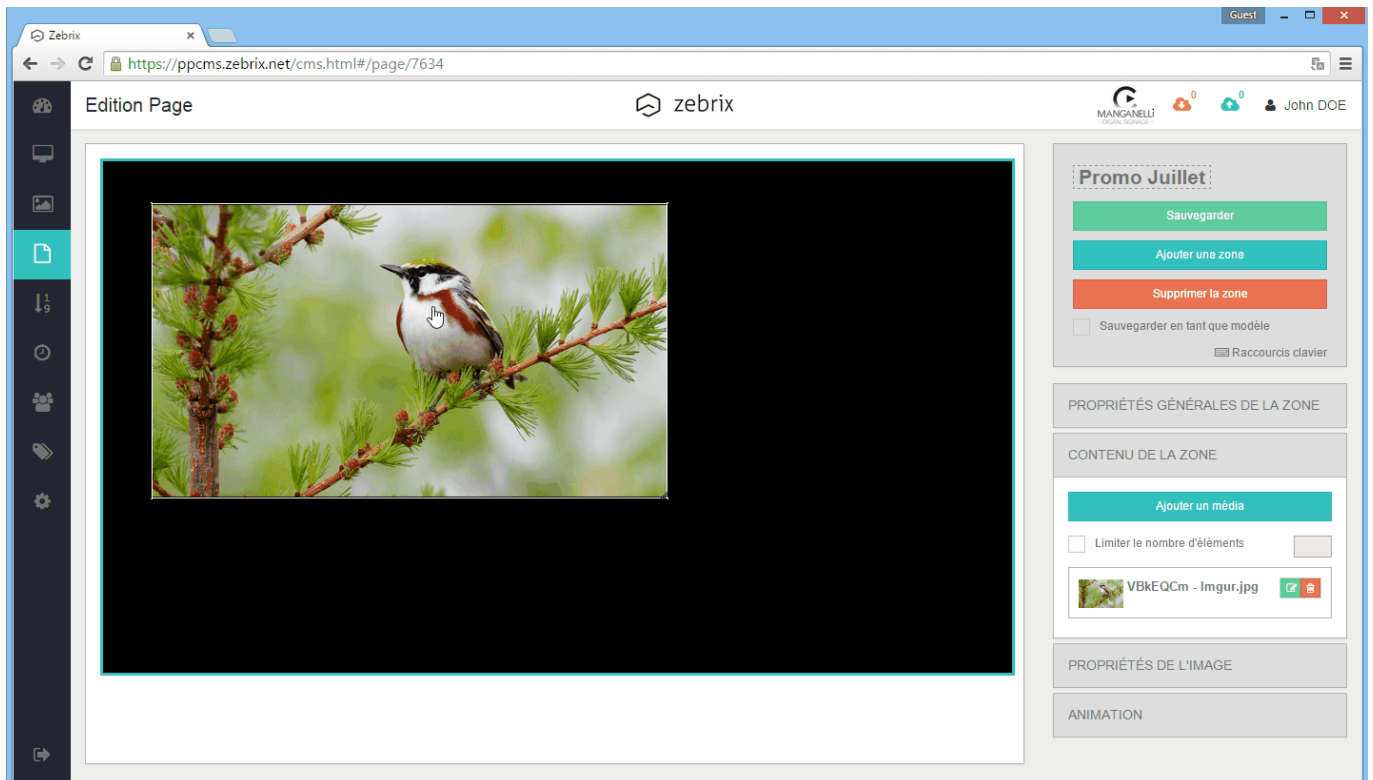 Guest
Zebrix
https://ppcms.zebrix.net/cms.html#/page/7634
Edition Page
zebrix
MANGANELLi
DIGITAL SIGNAGE
0
0
John DOE
Promo Juillet
Sauvegarder
Ajouter une zone
Supprimer la zone
Sauvegarder en tant que modèle
Raccourcis clavier
1
9
PROPRIÉTÉS GÉNÉRALES DE LA ZONE
CONTENU DE LA ZONE
Ajouter un média
Limiter le nombre d'éléments
VBkEQCm - Imgur.jpg
PROPRIÉTÉS DE L'IMAGE
ANIMATION